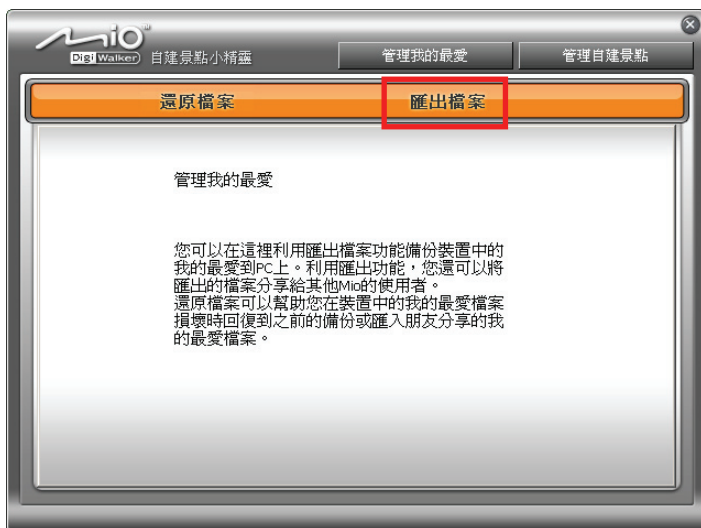 Mio
DigiWalker 自建景點小精靈
管理我的最愛
管理自建景點
還原檔案
匯出檔案
管理我的最愛
您可以在這裡利用匯出檔案功能備份裝置中的
我的最愛到PC上。利用匯出功能，您還可以將
匯出的檔案分享給其他Mio的使用者。
還原檔案可以幫助您在裝置中的我的最愛檔案
損壞時回復到之前的備份或匯入朋友分享的我
的最愛檔案。